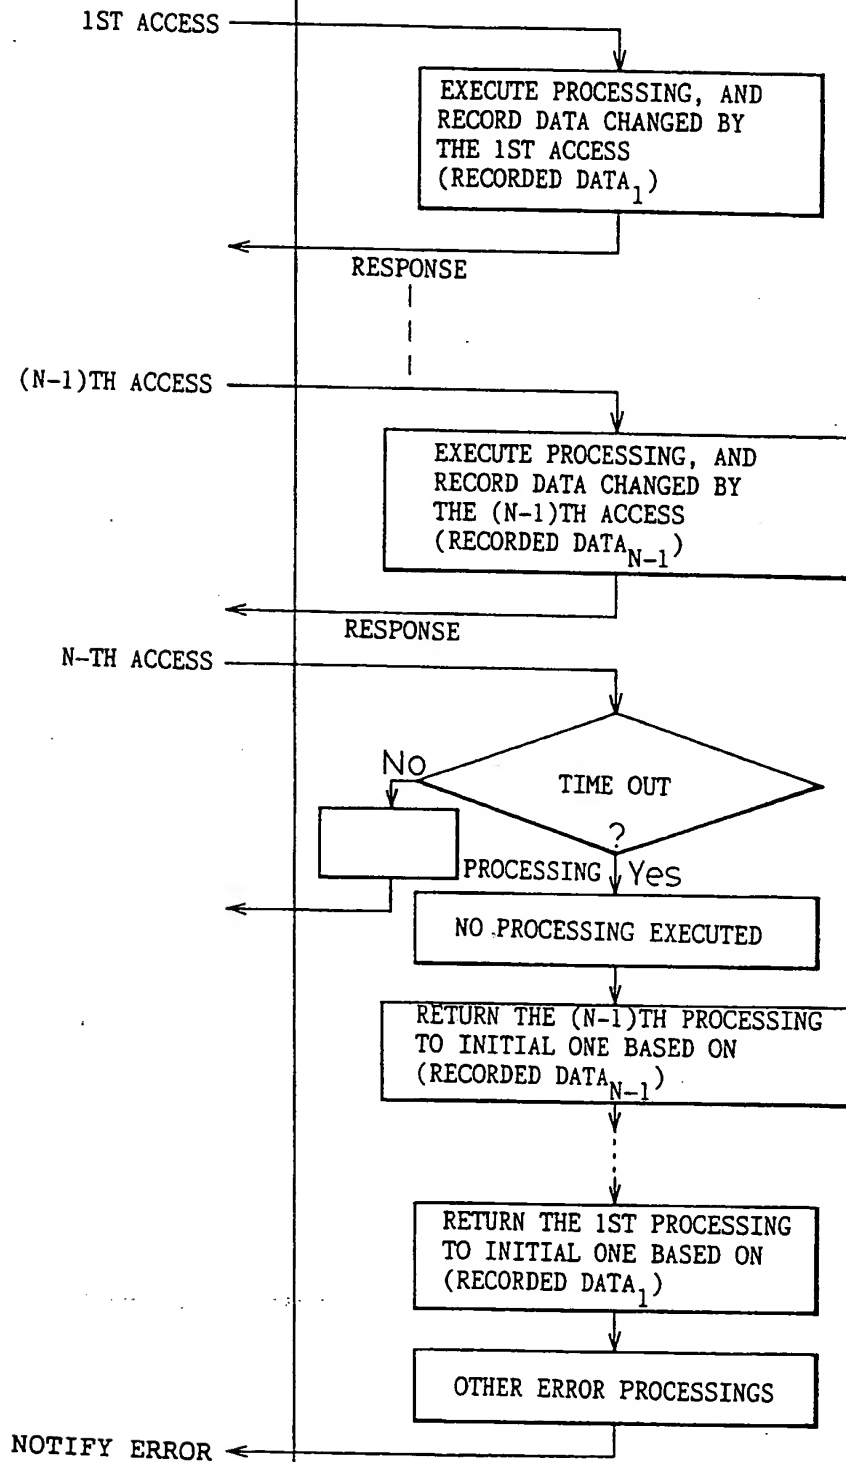 1ST ACCESS
EXECUTE PROCESSING, AND
RECORD DATA CHANGED BY
THE 1ST ACCESS
(RECORDED DATA1)
RESPONSE
(N-1)TH ACCESS
EXECUTE PROCESSING, AND
RECORD DATA CHANGED BY
THE (N-1)TH ACCESS
(RECORDED DATAN-1)
RESPONSE
N-TH ACCESS
No
TIME OUT
?
PROCESSING
Yes
NO PROCESSING EXECUTED
RETURN THE (N-1)TH PROCESSING
TO INITIAL ONE BASED ON
(RECORDED DATAN-1)
RETURN THE 1ST PROCESSING
TO INITIAL ONE BASED ON
(RECORDED DATA1)
OTHER ERROR PROCESSINGS
NOTIFY ERROR